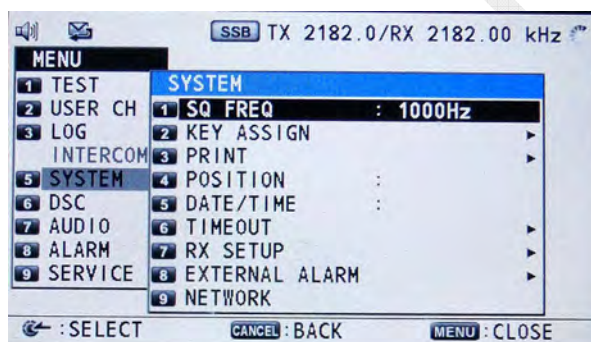 SSB TX 2182.0/RX 2182.00 kHz
MENU
1 TEST
2 USER CH
3 LOG
INTERCOM
5 SYSTEM
6 DSC
7 AUDIO
8 ALARM
9 SERVICE
SYSTEM
1 SQ FREQ : 1000Hz
2 KEY ASSIGN
3 PRINT
4 POSITION :
5 DATE/TIME :
6 TIMEOUT
7 RX SETUP
8 EXTERNAL ALARM
9 NETWORK
:SELECT CANCEL:BACK MENU:CLOSE